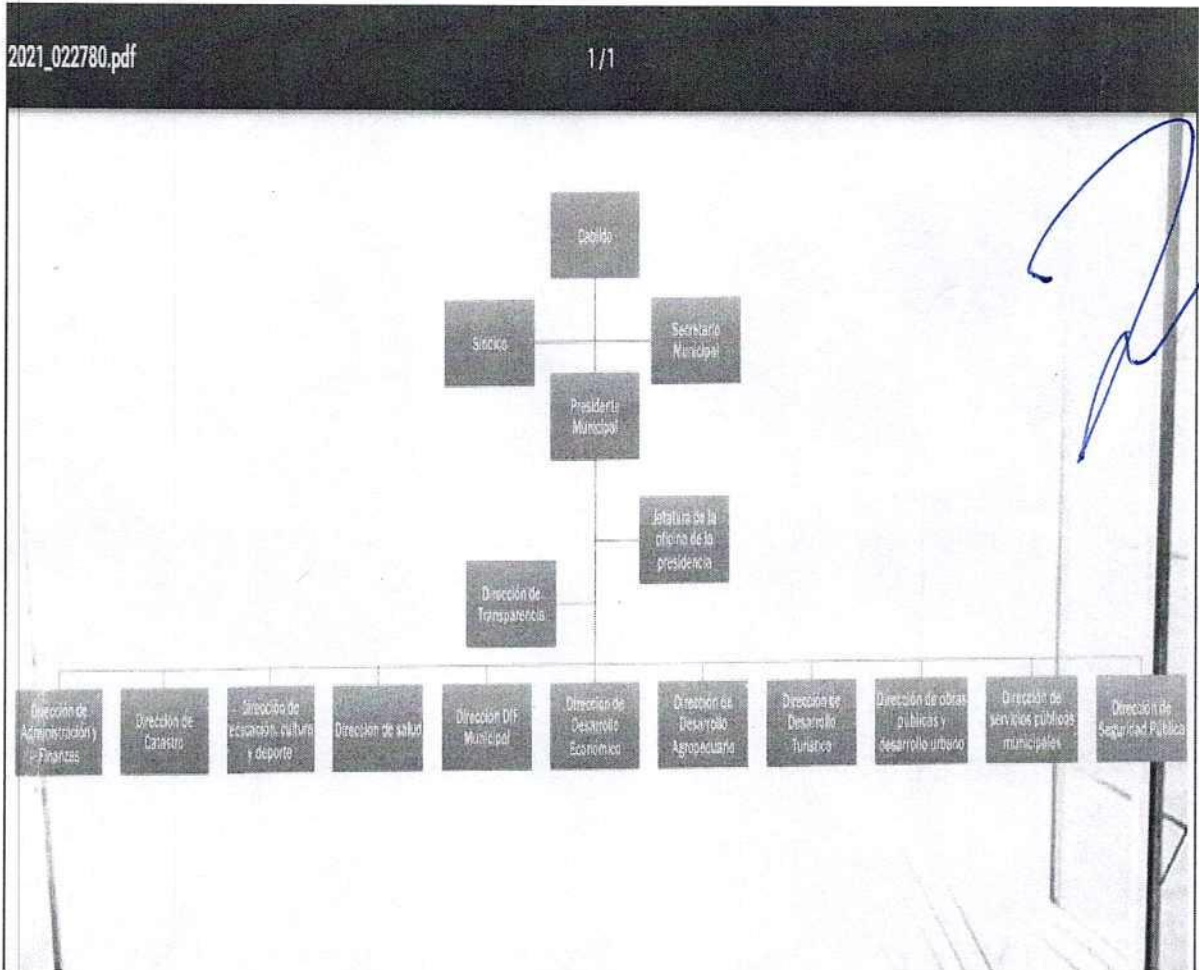 2021_022780.pdf
1/1
Cabildo
Síndico
Secretario
Municipal
Presidente
Municipal
Jefatura de la
oficina de la
presidencia
Dirección de
Transparencia
Dirección de
Administración y
Finanzas
Dirección de
Catastro
Dirección de
educación, cultura
y deporte
Dirección de salud
Dirección DIF
Municipal
Dirección de
Desarrollo
Económico
Dirección de
Desarrollo
Agropecuario
Dirección de
Desarrollo
Turístico
Dirección de obras
públicas y
desarrollo urbano
Dirección de
servicios públicos
municipales
Dirección de
Seguridad Pública